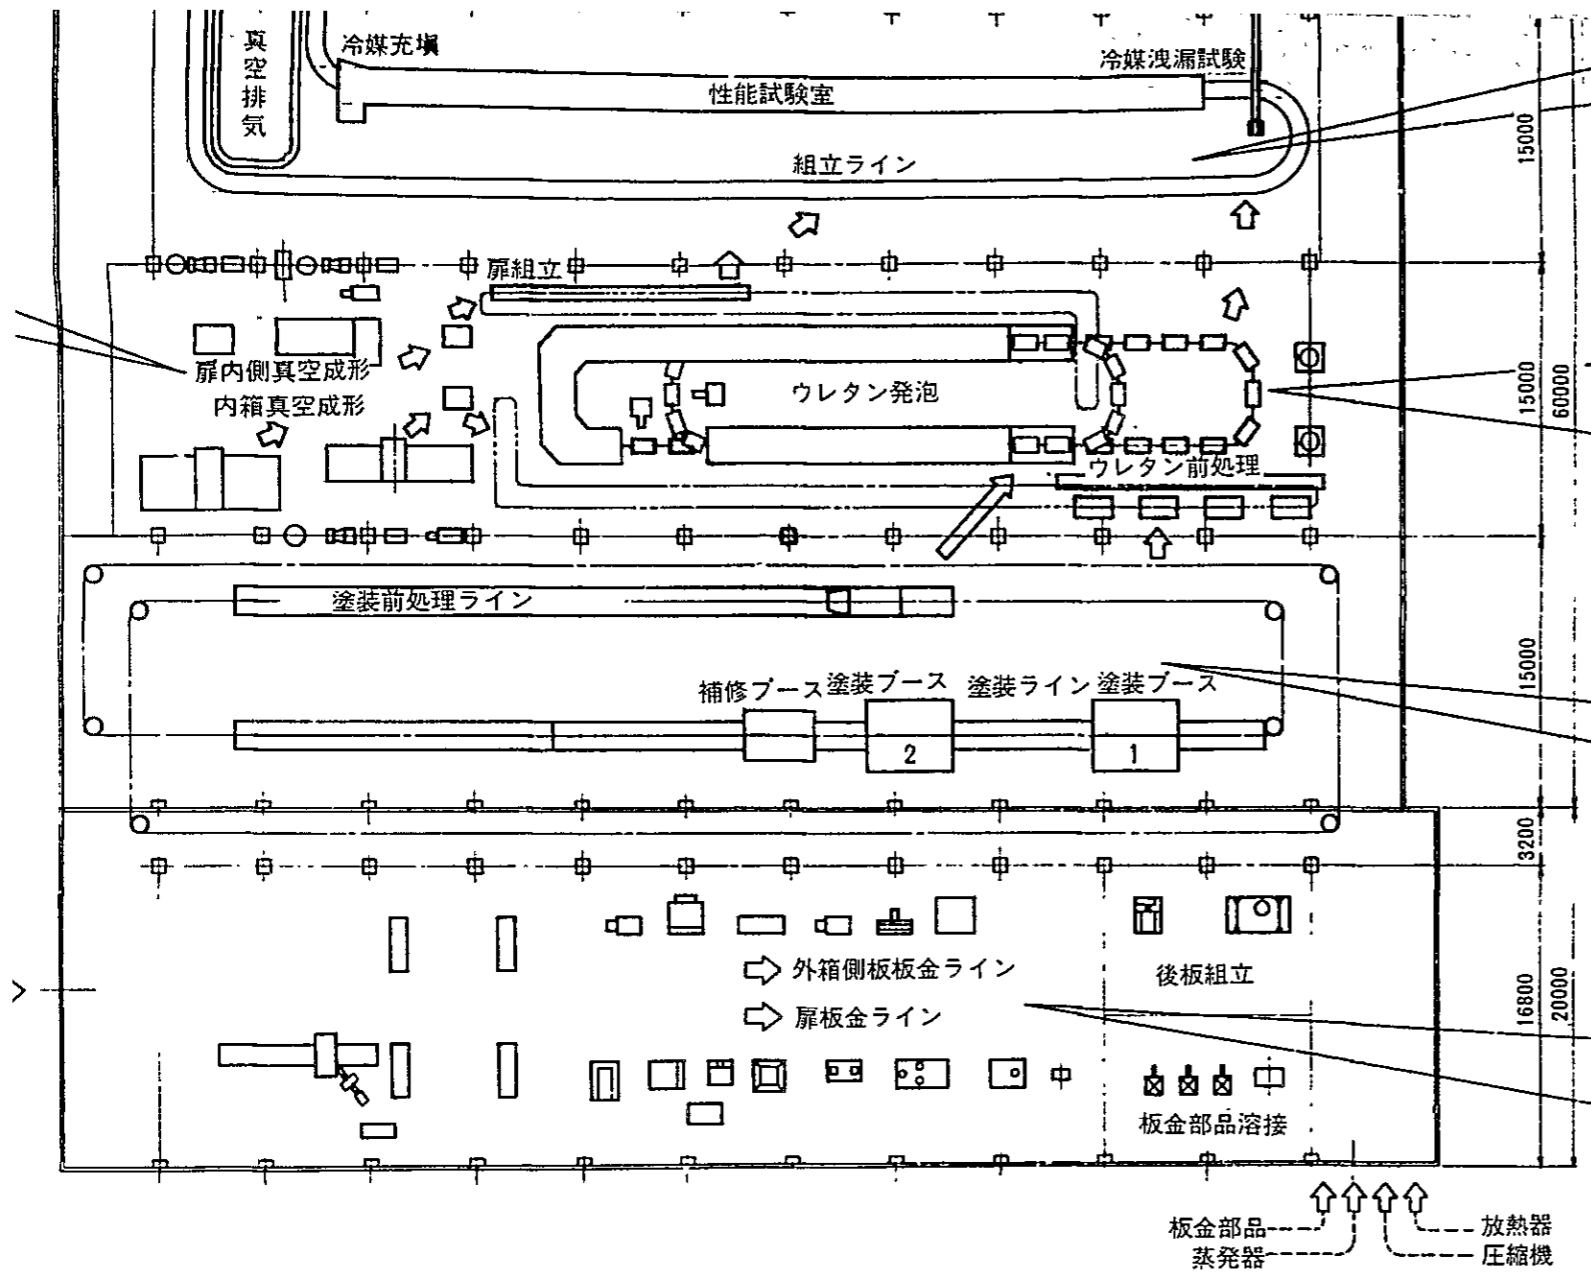 真空排気
冷媒充填
冷媒洩漏試験
性能試験室
組立ライン
15000
扉組立
扉内側真空成形
内箱真空成形
ウレタン発泡
ウレタン前処理
15000
60000
塗装前処理ライン
補修ブース
塗装ブース
塗装ライン
塗装ブース
2
1
15000
3200
外箱側板板金ライン
扉板金ライン
後板組立
16800
20000
板金部品溶接
板金部品
蒸発器
放熱器
圧縮機